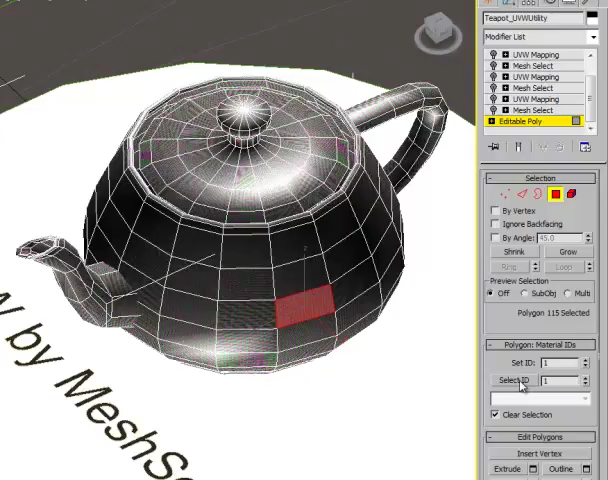 Teapot_UVWUtility
Modifier List
UVW Mapping
Mesh Select
UVW Mapping
Mesh Select
UVW Mapping
Mesh Select
Editable Poly
Selection
By Vertex
Ignore Backfacing
By Angle: 45.0
Shrink Grow
Ring Loop
Preview Selection
Off SubObj Multi
Polygon 115 Selected
Polygon: Material IDs
Set ID: 1
Select ID 1
Clear Selection
Edit Polygons
Insert Vertex
Extrude Outline
by MeshS